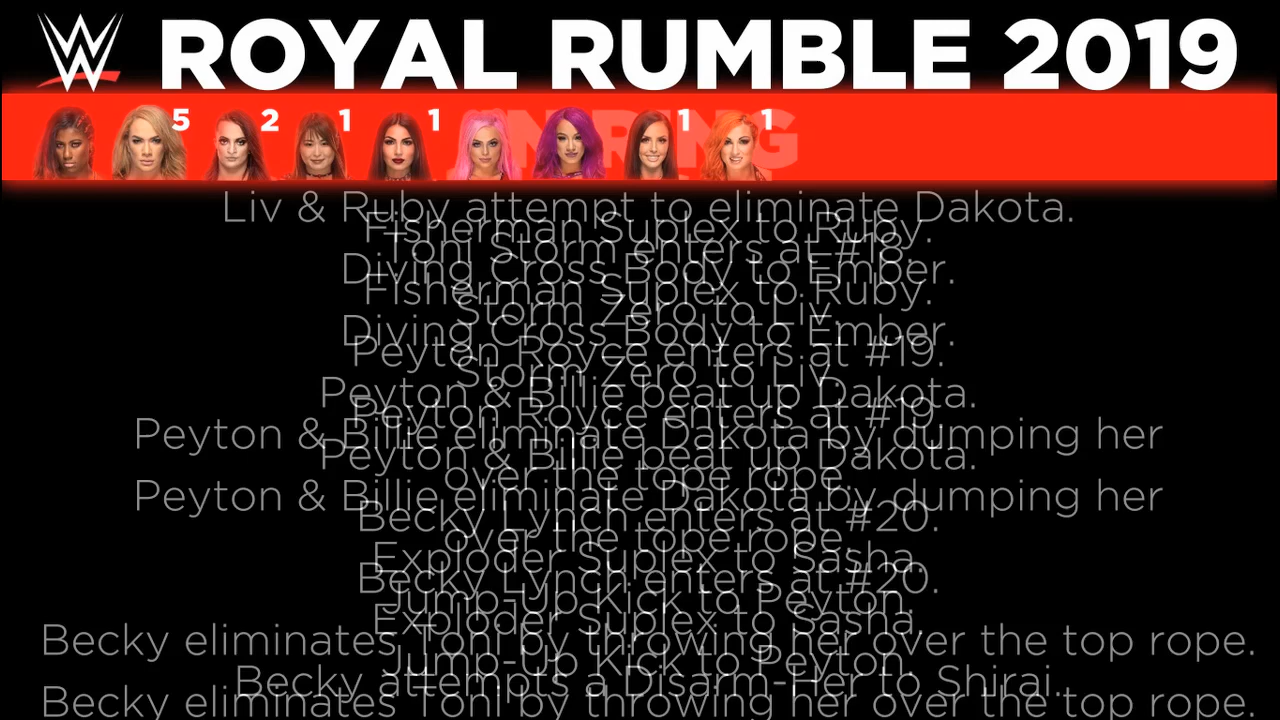 W ROYAL RUMBLE 2019
5 2 1 1 1 1
IN RING
Liv & Ruby attempt to eliminate Dakota.
Fisherman Suplex to Ruby.
Toni Storm enters at #18.
Diving Cross Body to Ember.
Fisherman Suplex to Ruby.
Storm Zero to Liv.
Diving Cross Body to Ember.
Peyton Royce enters at #19.
Storm Zero to Liv.
Peyton & Billie beat up Dakota.
Peyton Royce enters at #19.
Peyton & Billie eliminate Dakota by dumping her
Peyton & Billie beat up Dakota.
over the tope rope.
Peyton & Billie eliminate Dakota by dumping her
Becky Lynch enters at #20.
over the tope rope.
Exploder Suplex to Sasha.
Becky Lynch enters at #20.
Jump-Up Kick to Peyton.
Exploder Suplex to Sasha.
Becky eliminates Toni by throwing her over the top rope.
Jump-Up Kick to Peyton.
Becky attempts a Disarm-Her to Shirai.
Becky eliminates Toni by throwing her over the top rope.